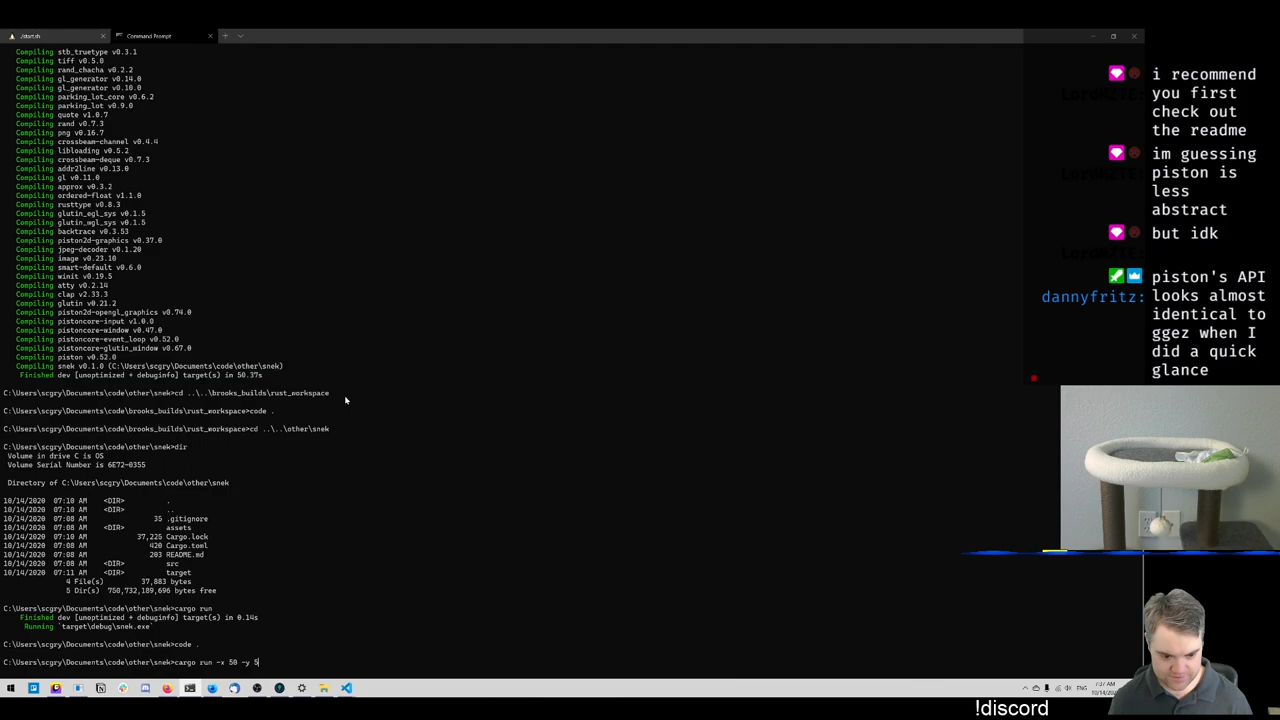 ./start.sh
Command Prompt
Compiling stb_truetype v0.3.1
Compiling tiff v0.5.0
Compiling rand_chacha v0.2.2
Compiling gl_generator v0.14.0
Compiling gl_generator v0.10.0
Compiling parking_lot_core v0.6.2
Compiling parking_lot v0.9.0
Compiling quote v1.0.7
Compiling rand v0.7.3
Compiling png v0.16.7
Compiling crossbeam-channel v0.4.4
Compiling libloading v0.5.2
Compiling crossbeam-deque v0.7.3
Compiling addr2line v0.13.0
Compiling gl v0.11.0
Compiling approx v0.3.2
Compiling ordered-float v1.1.0
Compiling rusttype v0.8.3
Compiling glutin_egl_sys v0.1.5
Compiling glutin_wgl_sys v0.1.5
Compiling backtrace v0.3.53
Compiling piston2d-graphics v0.37.0
Compiling jpeg-decoder v0.1.20
Compiling image v0.23.10
Compiling smart-default v0.6.0
Compiling winit v0.19.5
Compiling atty v0.2.14
Compiling clap v2.33.3
Compiling glutin v0.21.2
Compiling piston2d-opengl_graphics v0.74.0
Compiling pistoncore-input v1.0.0
Compiling pistoncore-window v0.47.0
Compiling pistoncore-event_loop v0.52.0
Compiling pistoncore-glutin_window v0.67.0
Compiling piston v0.52.0
Compiling snek v0.1.0 (C:\Users\scgry\Documents\code\other\snek)
Finished dev [unoptimized + debuginfo] target(s) in 50.37s
C:\Users\scgry\Documents\code\other\snek>cd ..\..\brooks_builds\rust_workspace
C:\Users\scgry\Documents\code\brooks_builds\rust_workspace>code .
C:\Users\scgry\Documents\code\brooks_builds\rust_workspace>cd ..\..\other\snek
C:\Users\scgry\Documents\code\other\snek>dir
Volume in drive C is OS
Volume Serial Number is 6E72-0355
Directory of C:\Users\scgry\Documents\code\other\snek
10/14/2020 07:10 AM <DIR> .
10/14/2020 07:10 AM <DIR> ..
10/14/2020 07:08 AM 35 .gitignore
10/14/2020 07:08 AM <DIR> assets
10/14/2020 07:10 AM 37,225 Cargo.lock
10/14/2020 07:08 AM 420 Cargo.toml
10/14/2020 07:08 AM 203 README.md
10/14/2020 07:08 AM <DIR> src
10/14/2020 07:11 AM <DIR> target
4 File(s) 37,883 bytes
5 Dir(s) 750,732,189,696 bytes free
C:\Users\scgry\Documents\code\other\snek>cargo run
Finished dev [unoptimized + debuginfo] target(s) in 0.14s
Running `target\debug\snek.exe`
C:\Users\scgry\Documents\code\other\snek>code .
C:\Users\scgry\Documents\code\other\snek>cargo run -x 50 -y 5
LordMZTE:
i recommend
you first
check out
the readme
LordMZTE:
im guessing
piston is
less
abstract
LordMZTE:
but idk
dannyfritz:
piston's API
looks almost
identical to
ggez when I
did a quick
glance
ENG
7:37 AM
!discord